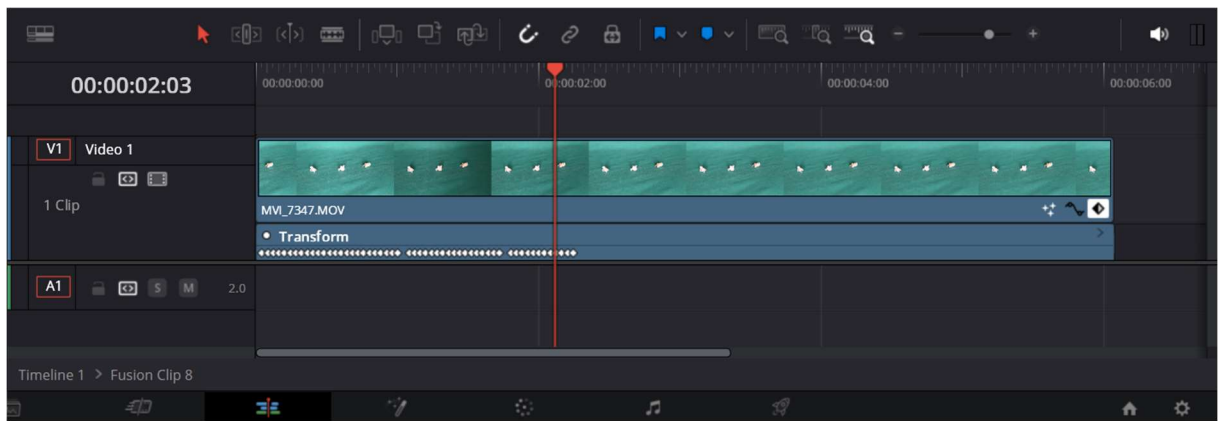 00:00:02:03
00:00:00:00 00:00:02:00 00:00:04:00 00:00:06:00
V1 Video 1
1 Clip
MVI_7347.MOV
Transform
A1 S M 2.0
Timeline 1 > Fusion Clip 8